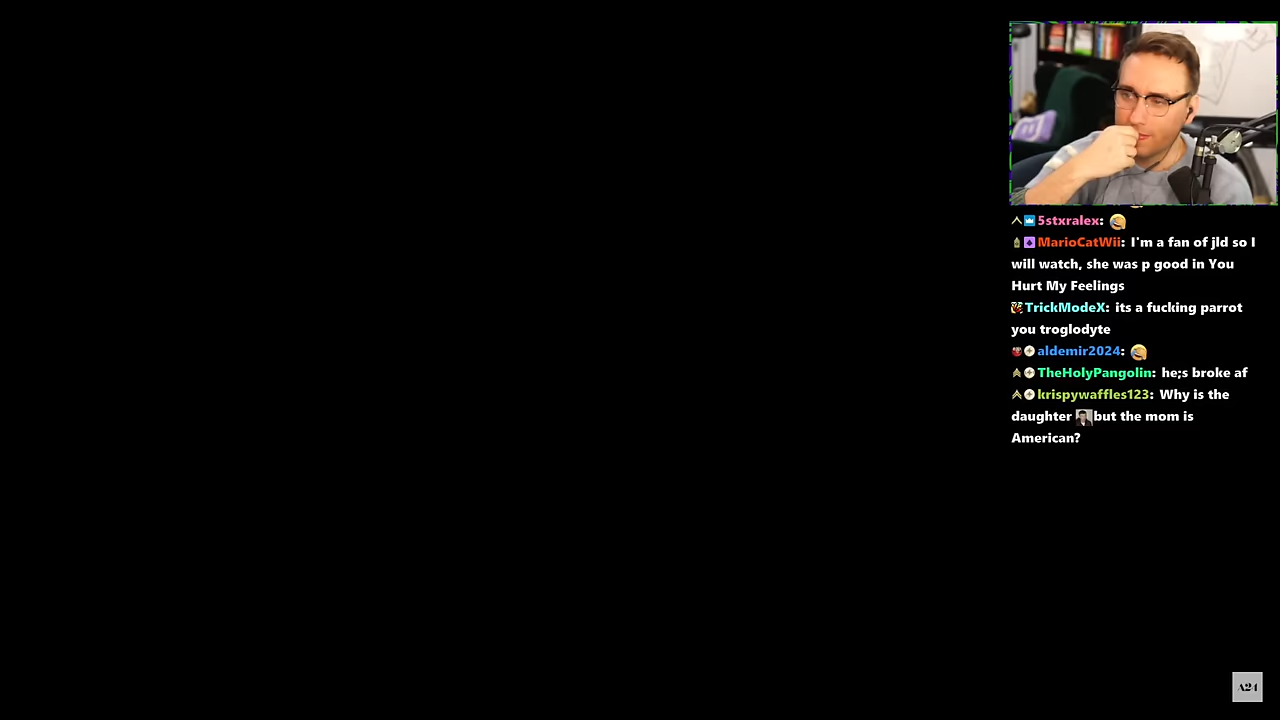 5stxralex:
MarioCatWii: I'm a fan of jld so I
will watch, she was p good in You
Hurt My Feelings
TrickModeX: its a fucking parrot
you troglodyte
aldemir2024:
TheHolyPangolin: he;s broke af
krispywaffles123: Why is the
daughter but the mom is
American?
A24